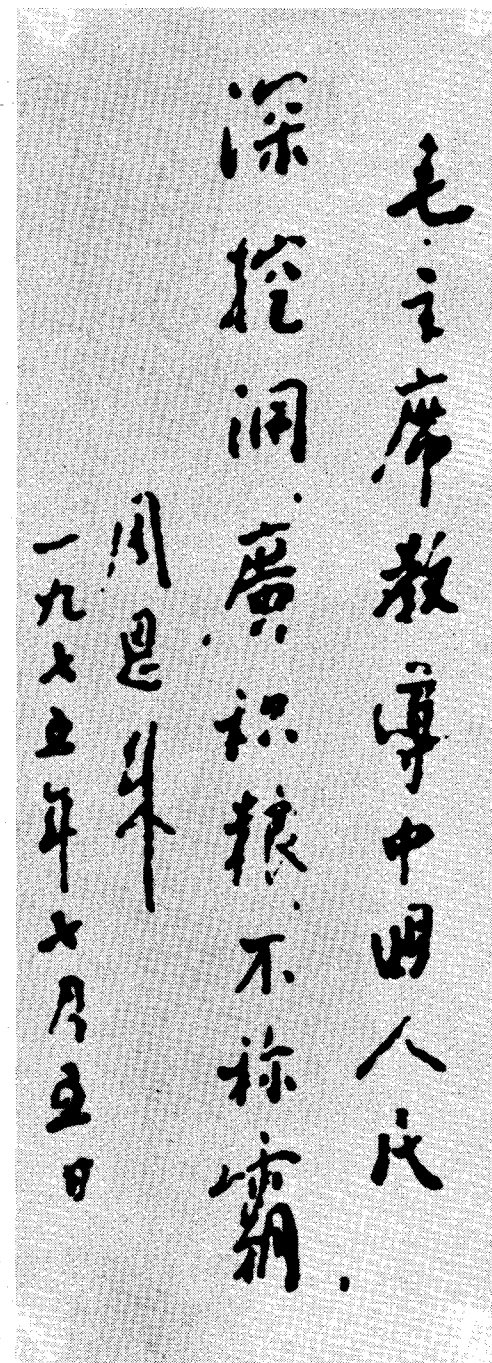 毛主席教導中国人民
深挖洞、廣积粮、不称霸。
周恩来
一九七五年七月五日